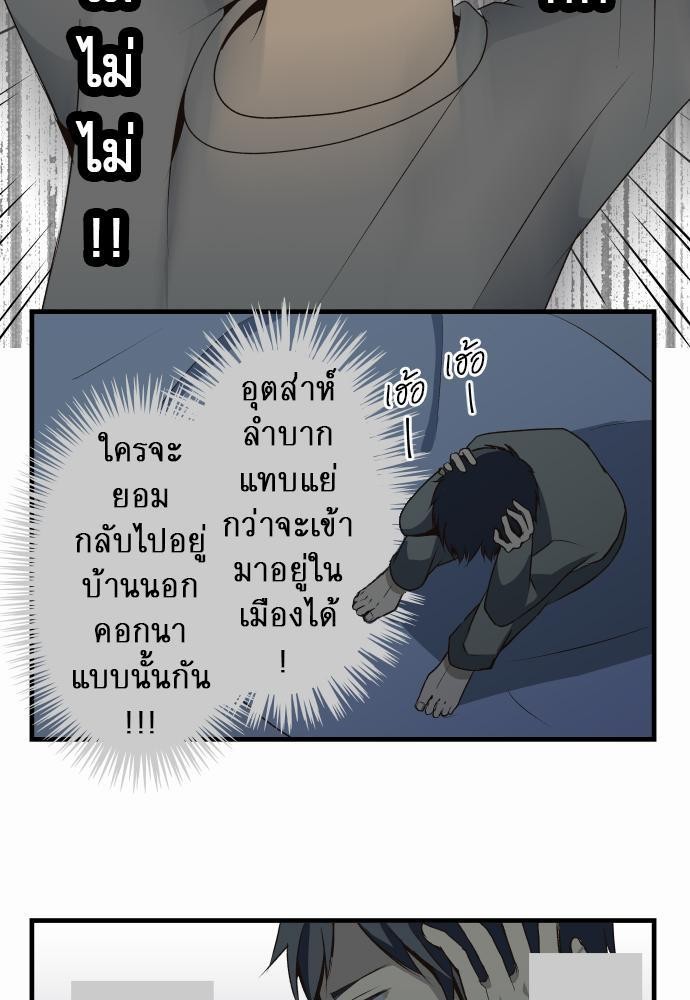 ไม่
ไม่
!!
เฮ้อ
เฮ้อ
อุตส่าห์
ลำบาก
แทบแย่
กว่าจะเข้า
มาอยู่ใน
เมืองได้
!
ใครจะ
ยอม
กลับไปอยู่
บ้านนอก
คอกนา
แบบนั้นกัน
!!!